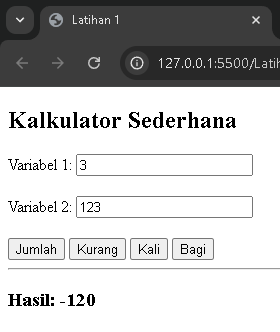 Latihan 1
127.0.0.1:5500/Latih
Kalkulator Sederhana
Variabel 1: 3
Variabel 2: 123
Jumlah Kurang Kali Bagi
Hasil: -120